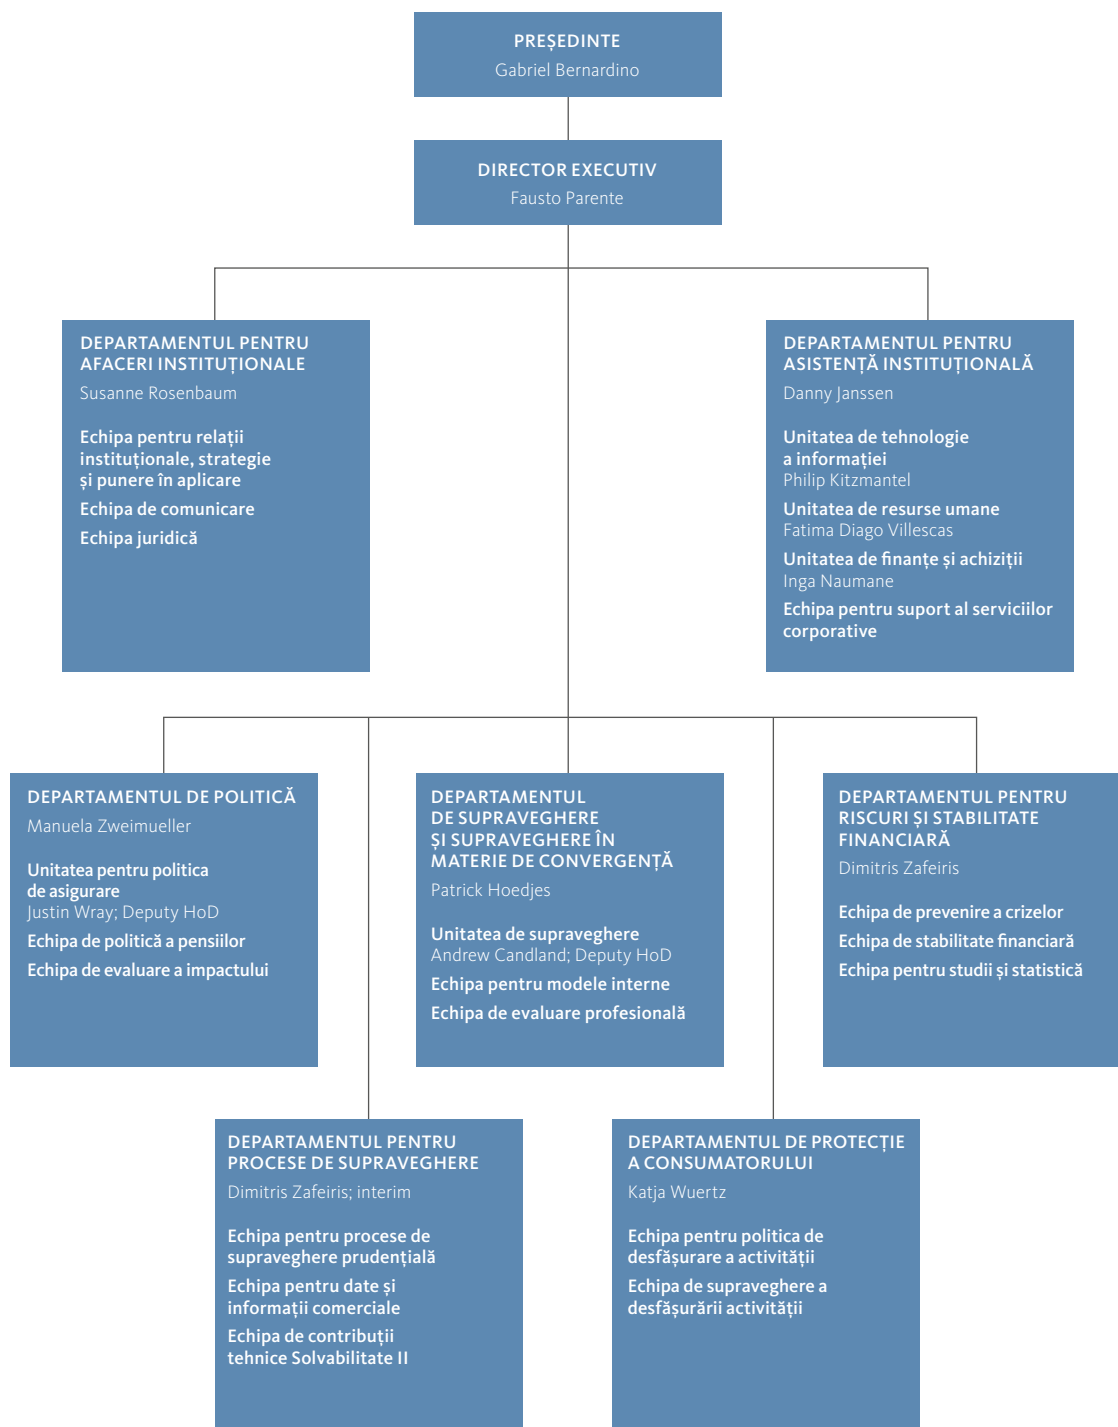 PREȘEDINTE
Gabriel Bernardino
DIRECTOR EXECUTIV
Fausto Parente
DEPARTAMENTUL PENTRU
AFACERI INSTITUȚIONALE
Susanne Rosenbaum
Echipa pentru relații
instituționale, strategie
și punere în aplicare
Echipa de comunicare
Echipa juridică
DEPARTAMENTUL PENTRU
ASISTENȚĂ INSTITUȚIONALĂ
Danny Janssen
Unitatea de tehnologie
a informației
Philip Kitzmantel
Unitatea de resurse umane
Fatima Diago Villescas
Unitatea de finanțe și achiziții
Inga Naumane
Echipa pentru suport al serviciilor
corporative
DEPARTAMENTUL DE POLITICĂ
Manuela Zweimueller
Unitatea pentru politica
de asigurare
Justin Wray; Deputy HoD
Echipa de politică a pensiilor
Echipa de evaluare a impactului
DEPARTAMENTUL
DE SUPRAVEGHERE
ȘI SUPRAVEGHERE ÎN
MATERIE DE CONVERGENȚĂ
Patrick Hoedjes
Unitatea de supraveghere
Andrew Candland; Deputy HoD
Echipa pentru modele interne
Echipa de evaluare profesională
DEPARTAMENTUL PENTRU
RISCURI ȘI STABILITATE
FINANCIARĂ
Dimitris Zafeiris
Echipa de prevenire a crizelor
Echipa de stabilitate financiară
Echipa pentru studii și statistică
DEPARTAMENTUL PENTRU
PROCESE DE SUPRAVEGHERE
Dimitris Zafeiris; interim
Echipa pentru procese de
supraveghere prudențială
Echipa pentru date și
informații comerciale
Echipa de contribuții
tehnice Solvabilitate II
DEPARTAMENTUL DE PROTECȚIE
A CONSUMATORULUI
Katja Wuertz
Echipa pentru politica de
desfășurare a activității
Echipa de supraveghere a
desfășurării activității